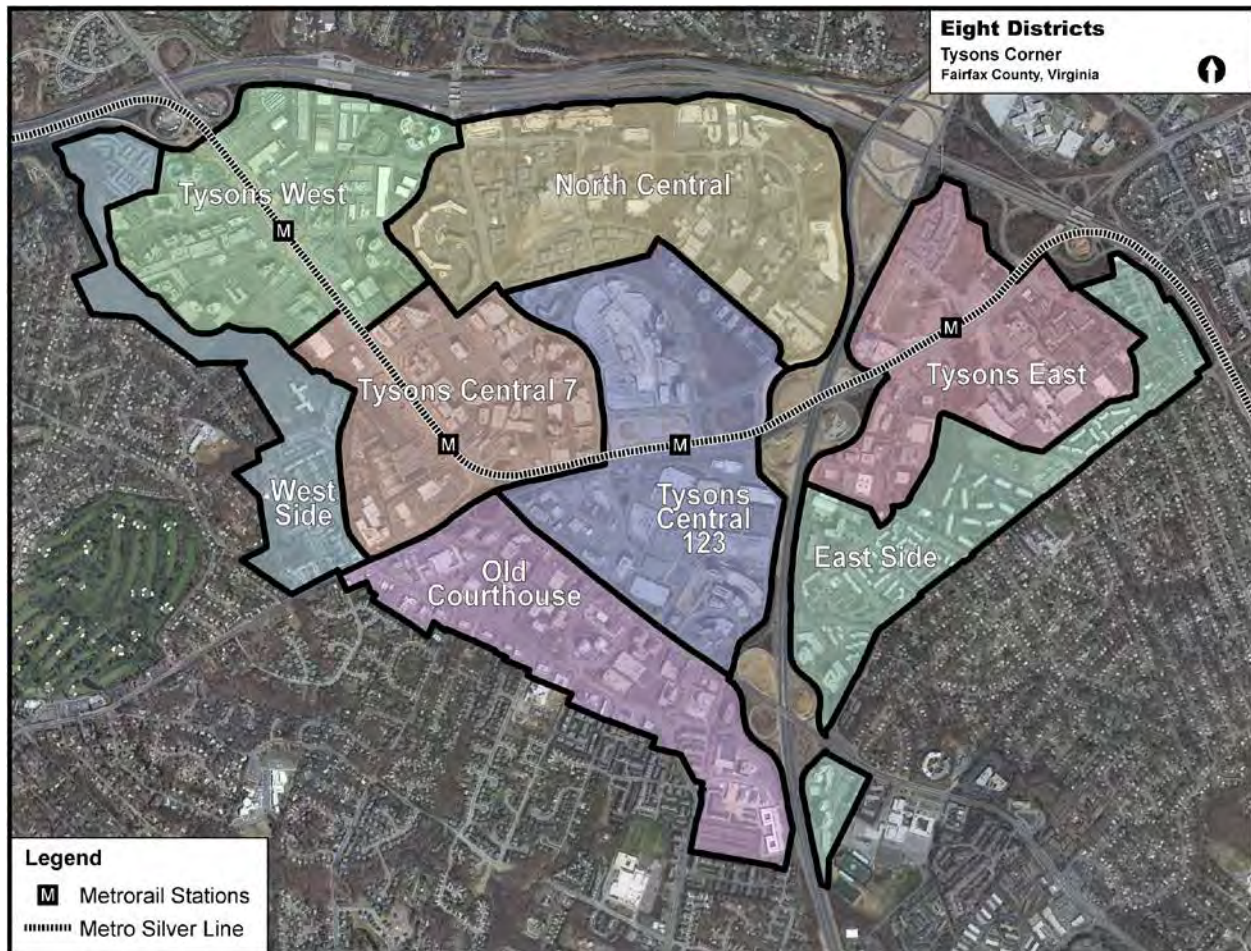 Eight Districts
Tysons Corner
Fairfax County, Virginia
Tysons West
North Central
Tysons East
Tysons Central 7
West
Side
Tysons
Central
123
East Side
Old
Courthouse
M
M
M
M
Legend
M Metrorail Stations
Metro Silver Line